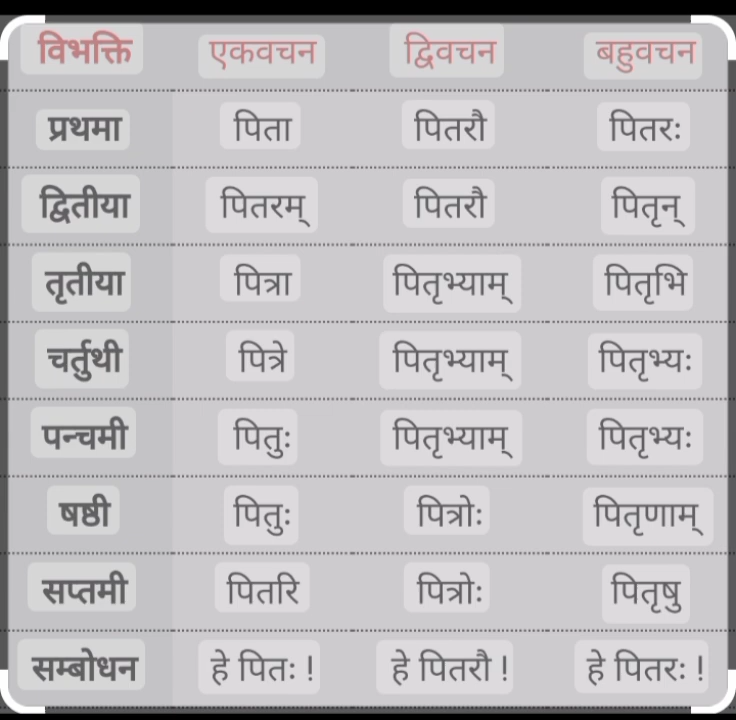 विभक्ति एकवचन द्विवचन बहुवचन
प्रथमा पिता पितरौ पितरः
द्वितीया पितरम् पितरौ पितृन्
तृतीया पित्रा पितृभ्याम् पितृभि
चर्तुथी पित्रे पितृभ्याम् पितृभ्यः
पन्चमी पितुः पितृभ्याम् पितृभ्यः
षष्ठी पितुः पित्रोः पितृणाम्
सप्तमी पितरि पित्रोः पितृषु
सम्बोधन हे पितः ! हे पितरौ ! हे पितरः !